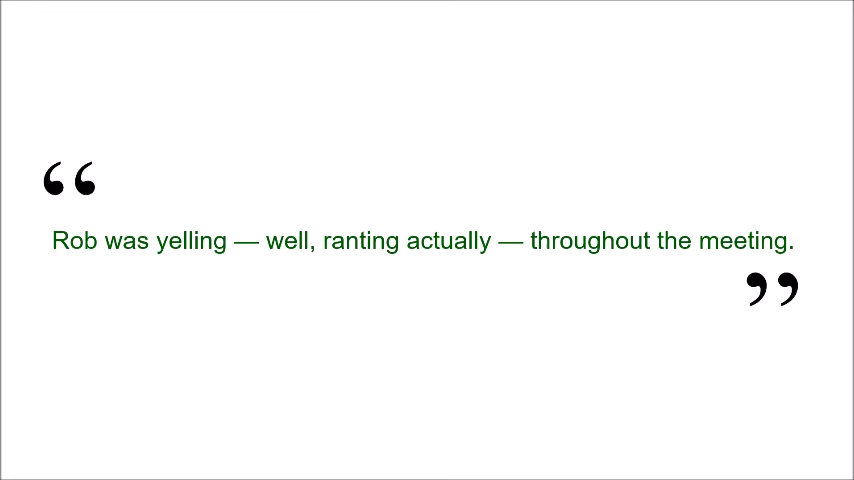 “
Rob was yelling — well, ranting actually — throughout the meeting.
”